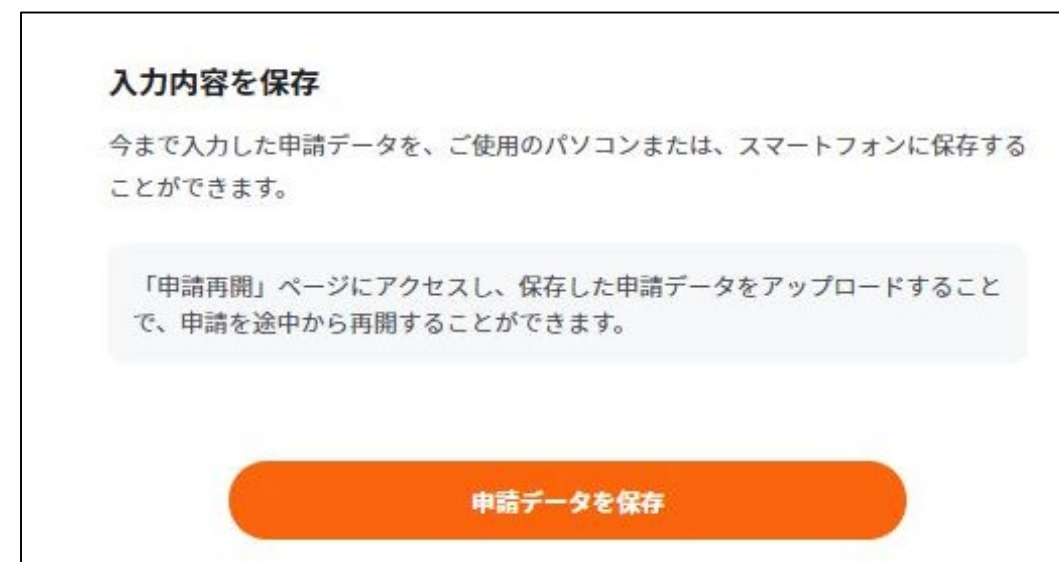 入力内容を保存
今まで入力した申請データを、ご使用のパソコンまたは、スマートフォンに保存する
ことができます。
「申請再開」ページにアクセスし、保存した申請データをアップロードすること
で、申請を途中から再開することができます。
申請データを保存